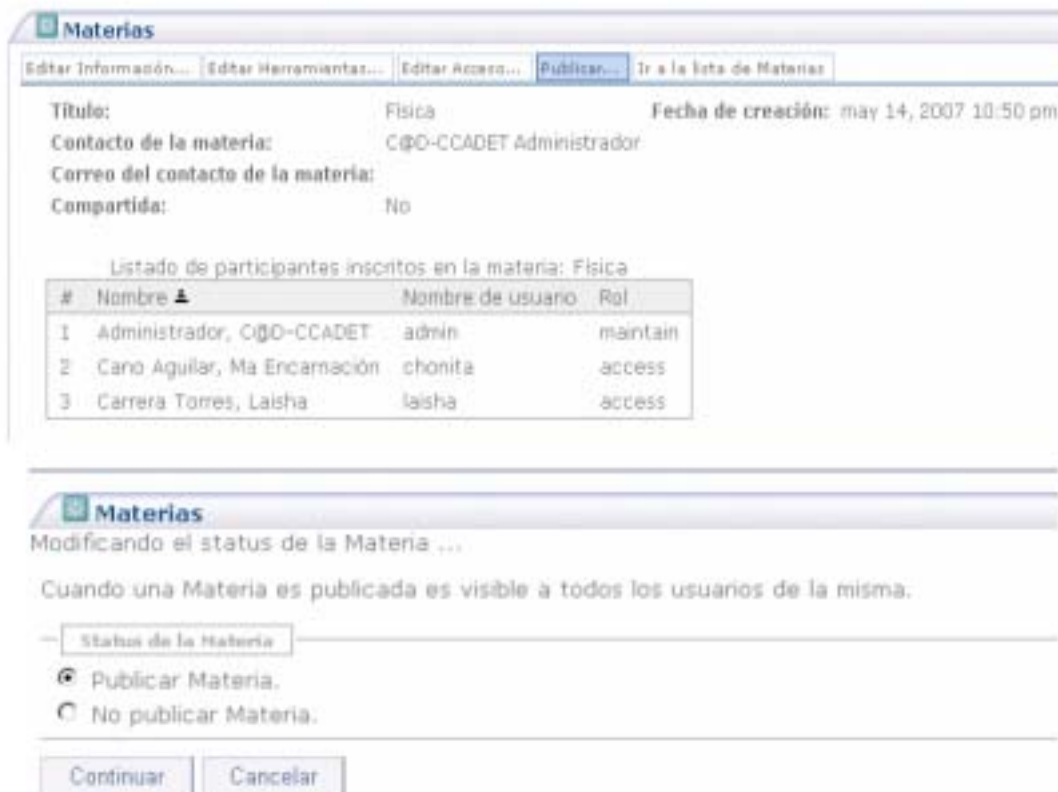 Materias
Editar Información... Editar Herramientas... Editar Acceso... Publicar... Ir a la lista de Materias
Título: Física Fecha de creación: may 14, 2007 10:50 pm
Contacto de la materia: C@D-CCADET Administrador
Correo del contacto de la materia:
Compartida: No
Listado de participantes inscritos en la materia: Física
# Nombre Nombre de usuario Rol
1 Administrador, C@D-CCADET admin maintain
2 Cano Aguilar, Ma Encarnación chonita access
3 Carrera Torres, Laisha laisha access
Materias
Modificando el status de la Materia ...
Cuando una Materia es publicada es visible a todos los usuarios de la misma.
Status de la Materia
Publicar Materia.
No publicar Materia.
Continuar Cancelar